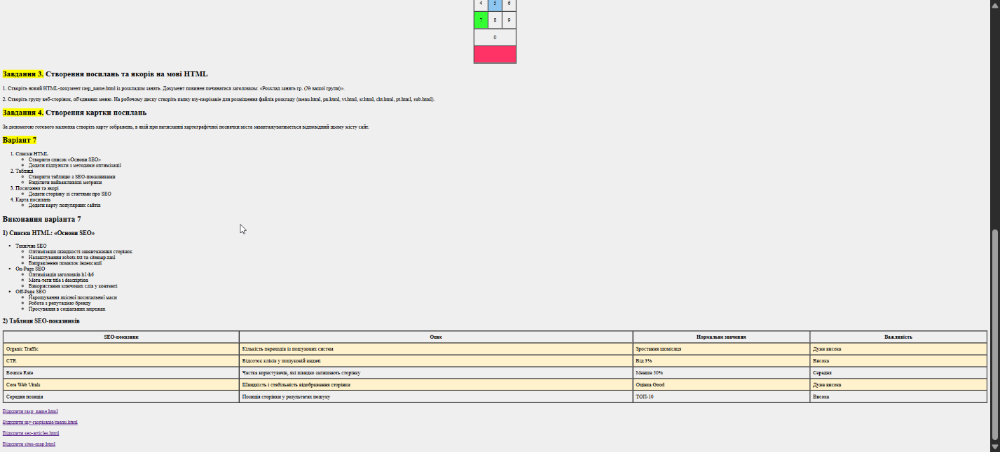 4 5 6
7 8 9
0
Завдання 3. Створення посилань та якорів на мові HTML
1. Створіть новий HTML-документ rasp_name.html із розкладом занять. Документ повинен починатися заголовком: «Розклад занять гр. (№ вашої групи)».
2. Створіть групу веб-сторінок, об'єднаних меню. На робочому диску створіть папку my-raspisanie для розміщення файлів розкладу (menu.html, pn.html, vt.html, sr.html, cht.html, pt.html, sub.html).
Завдання 4. Створення картки посилань
За допомогою готового малюнка створіть карту зображень, в якій при натисканні картографічної позначки міста завантажуватиметься відповідний цьому місту сайт.
Варіант 7
1. Списки HTML
Створити список «Основи SEO»
Додати підпункти з методами оптимізації
2. Таблиці
Створити таблицю з SEO-показниками
Виділити найважливіші метрики
3. Посилання та якорі
Додати сторінку зі статтями про SEO
4. Карта посилань
Додати карту популярних сайтів
Виконання варіанта 7
1) Списки HTML: «Основи SEO»
Технічне SEO
Оптимізація швидкості завантаження сторінок
Налаштування robots.txt та sitemap.xml
Виправлення помилок індексації
On-Page SEO
Оптимізація заголовків h1-h6
Мета-теги title і description
Використання ключових слів у контенті
Off-Page SEO
Нарощування якісної посилальної маси
Робота з репутацією бренду
Просування в соціальних мережах
2) Таблиця SEO-показників
SEO-показник Опис Нормальне значення Важливість
Organic Traffic Кількість переходів із пошукових систем Зростання щомісяця Дуже висока
CTR Відсоток кліків у пошуковій видачі Від 3% Висока
Bounce Rate Частка користувачів, які швидко залишають сторінку Менше 50% Середня
Core Web Vitals Швидкість і стабільність відображення сторінки Оцінка Good Дуже висока
Середня позиція Позиція сторінки у результатах пошуку ТОП-10 Висока
Відкрити rasp_name.html
Відкрити my-raspisanie/menu.html
Відкрити seo-articles.html
Відкрити sites-map.html